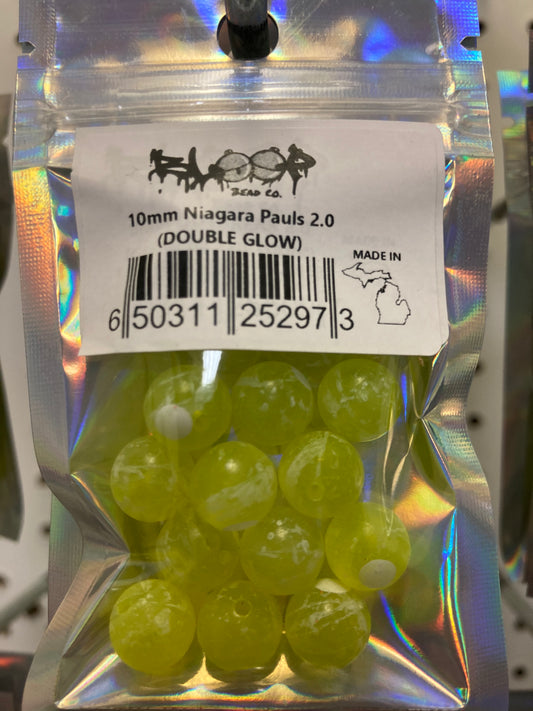 BLOOP
BEAD CO.
10mm Niagara Pauls 2.0
(DOUBLE GLOW)
MADE IN
6 50311 25297 3